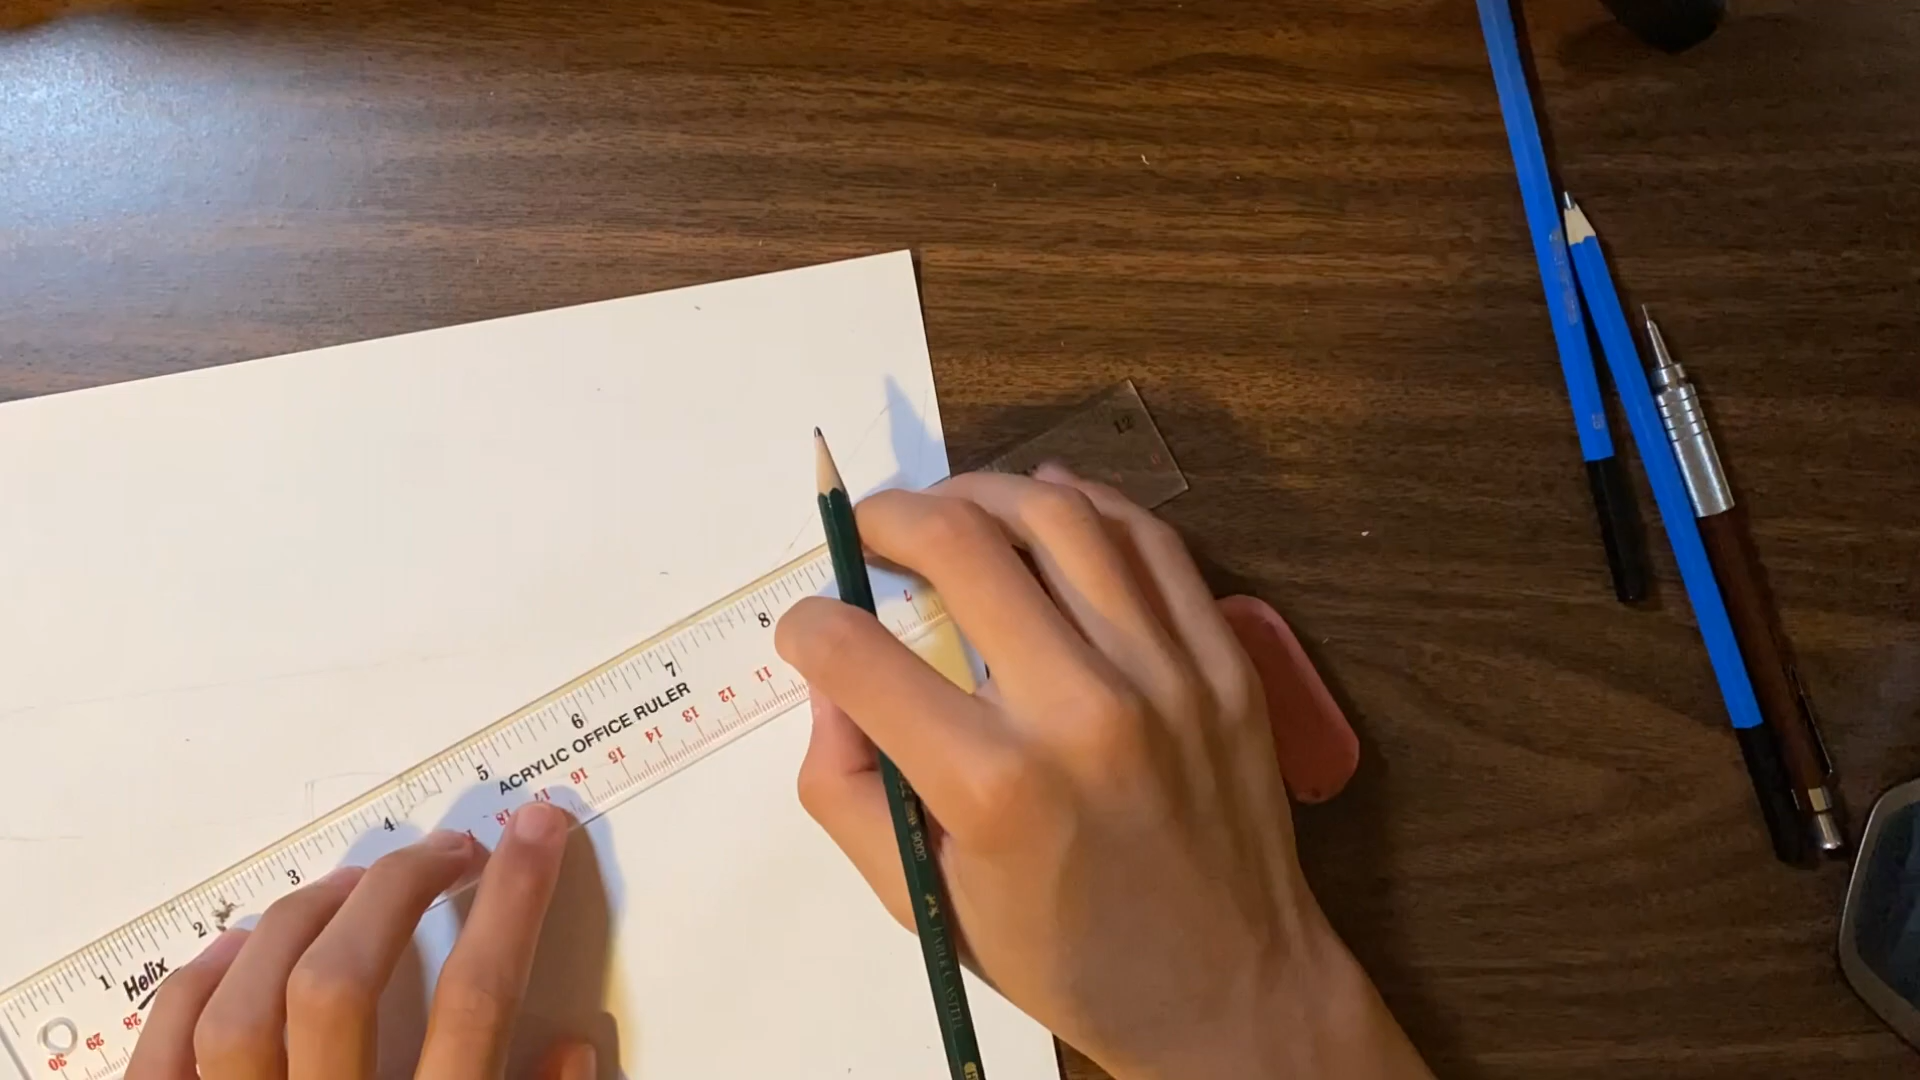 12
1 2 3 4 5 6 7 8
Helix
ACRYLIC OFFICE RULER
30 29 28 18 17 16 15 14 13 12 11 7
9000
FABER-CASTELL